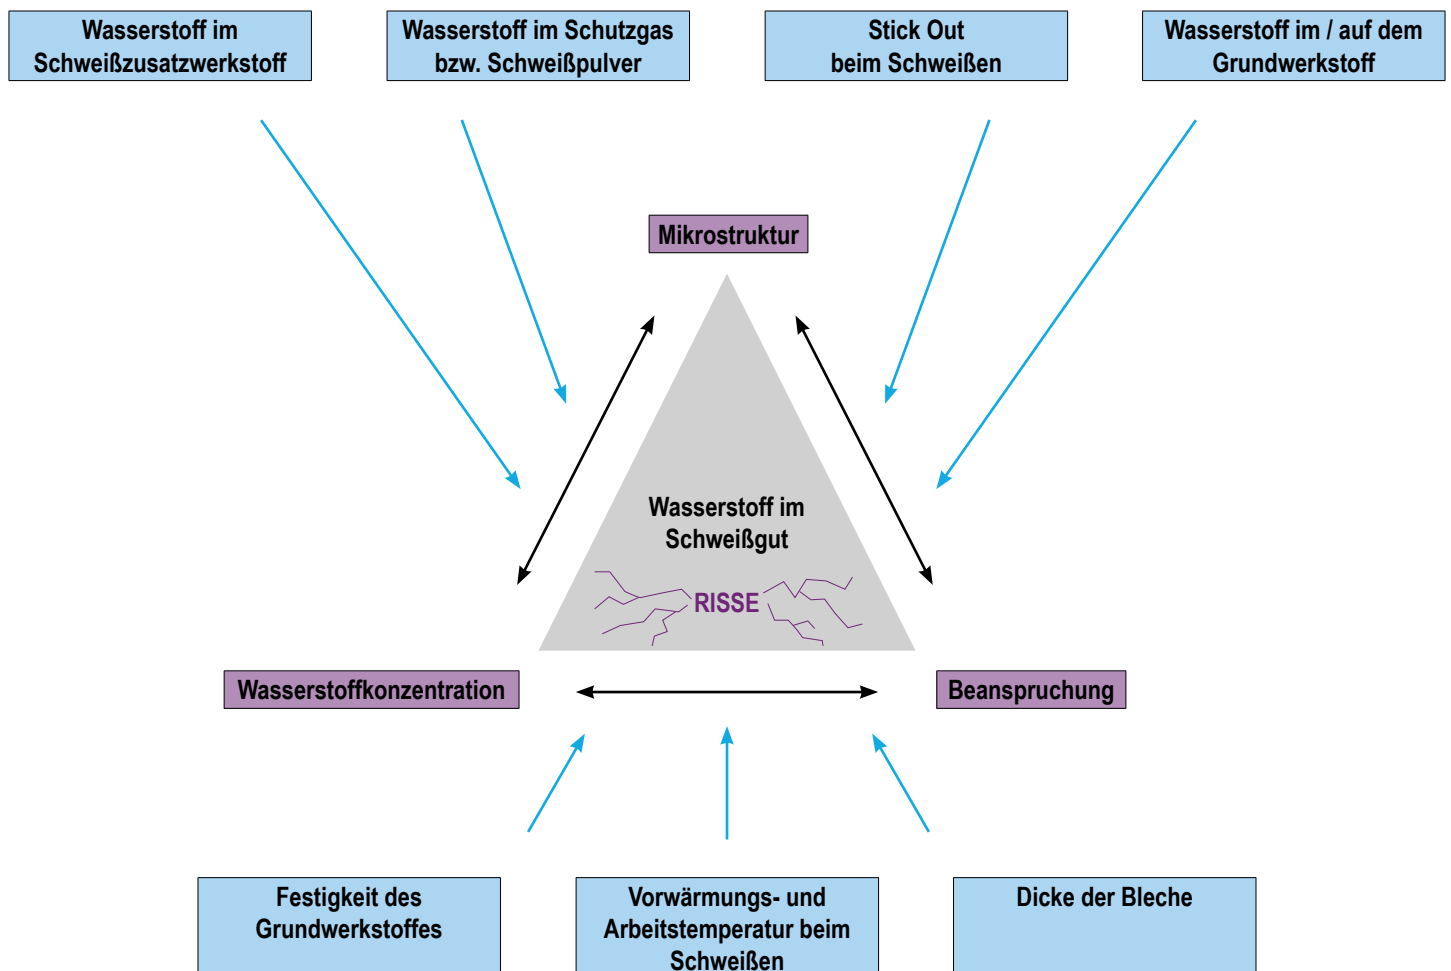 Wasserstoff im
Schweißzusatzwerkstoff
Wasserstoff im Schutzgas
bzw. Schweißpulver
Stick Out
beim Schweißen
Wasserstoff im / auf dem
Grundwerkstoff
Mikrostruktur
Wasserstoff im
Schweißgut
RISSE
Wasserstoffkonzentration
Beanspruchung
Festigkeit des
Grundwerkstoffes
Vorwärmungs- und
Arbeitstemperatur beim
Schweißen
Dicke der Bleche